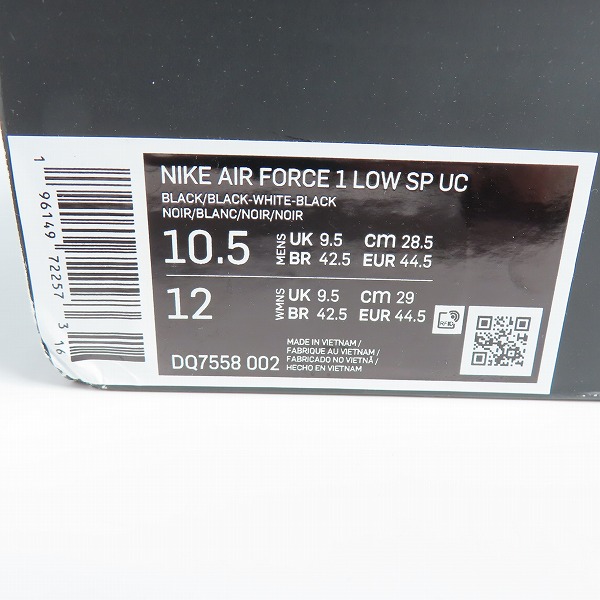 NIKE AIR FORCE 1 LOW SP UC
BLACK/BLACK-WHITE-BLACK
NOIR/BLANC/NOIR/NOIR
10.5 MENS UK 9.5 cm 28.5
BR 42.5 EUR 44.5
12 WMNS UK 9.5 cm 29
BR 42.5 EUR 44.5
RFID
DQ7558 002
MADE IN VIETNAM /
FABRIQUE AU VIETNAM /
FABRICADO NO VIETNÃ /
HECHO EN VIETNAM
1 96149 72257 3 16